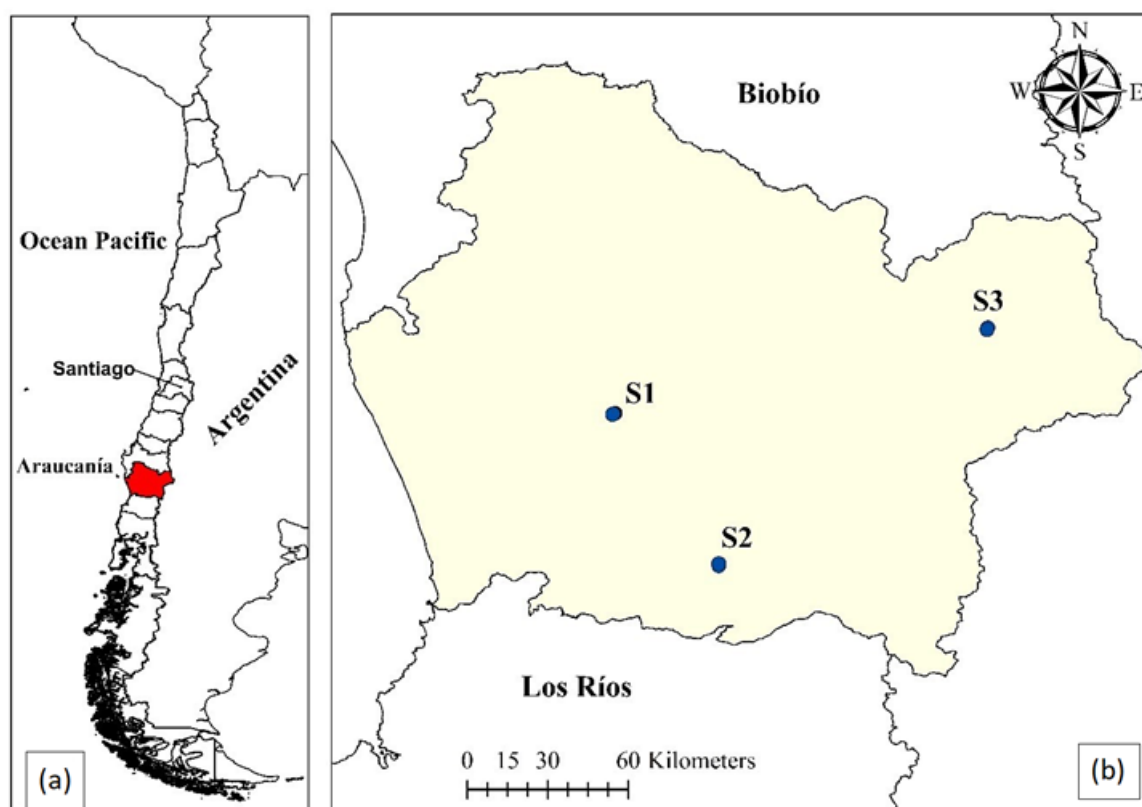 Ocean Pacific
Santiago
Argentina
Araucanía
(a)
Biobío
N
W E
S
S3
S1
S2
Los Ríos
0 15 30 60 Kilometers
(b)